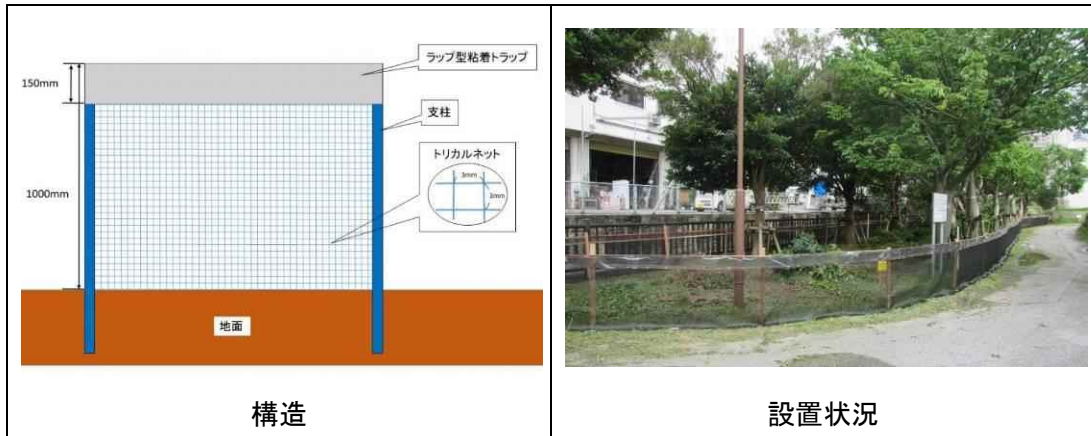 ラップ型粘着トラップ
150mm
支柱
トリカルネット
3mm
3mm
1000mm
地面
構造
設置状況